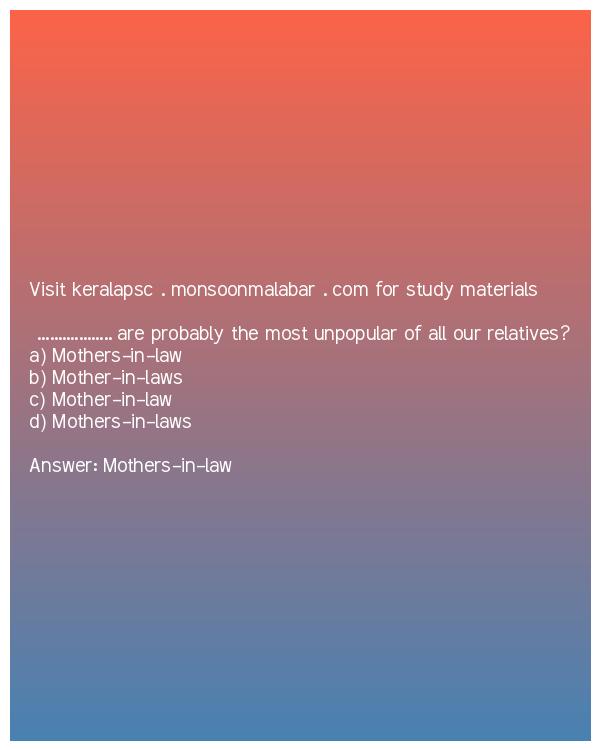 Visit keralapsc . monsoonmalabar . com for study materials
.................. are probably the most unpopular of all our relatives?
a) Mothers-in-law
b) Mother-in-laws
c) Mother-in-law
d) Mothers-in-laws
Answer: Mothers-in-law